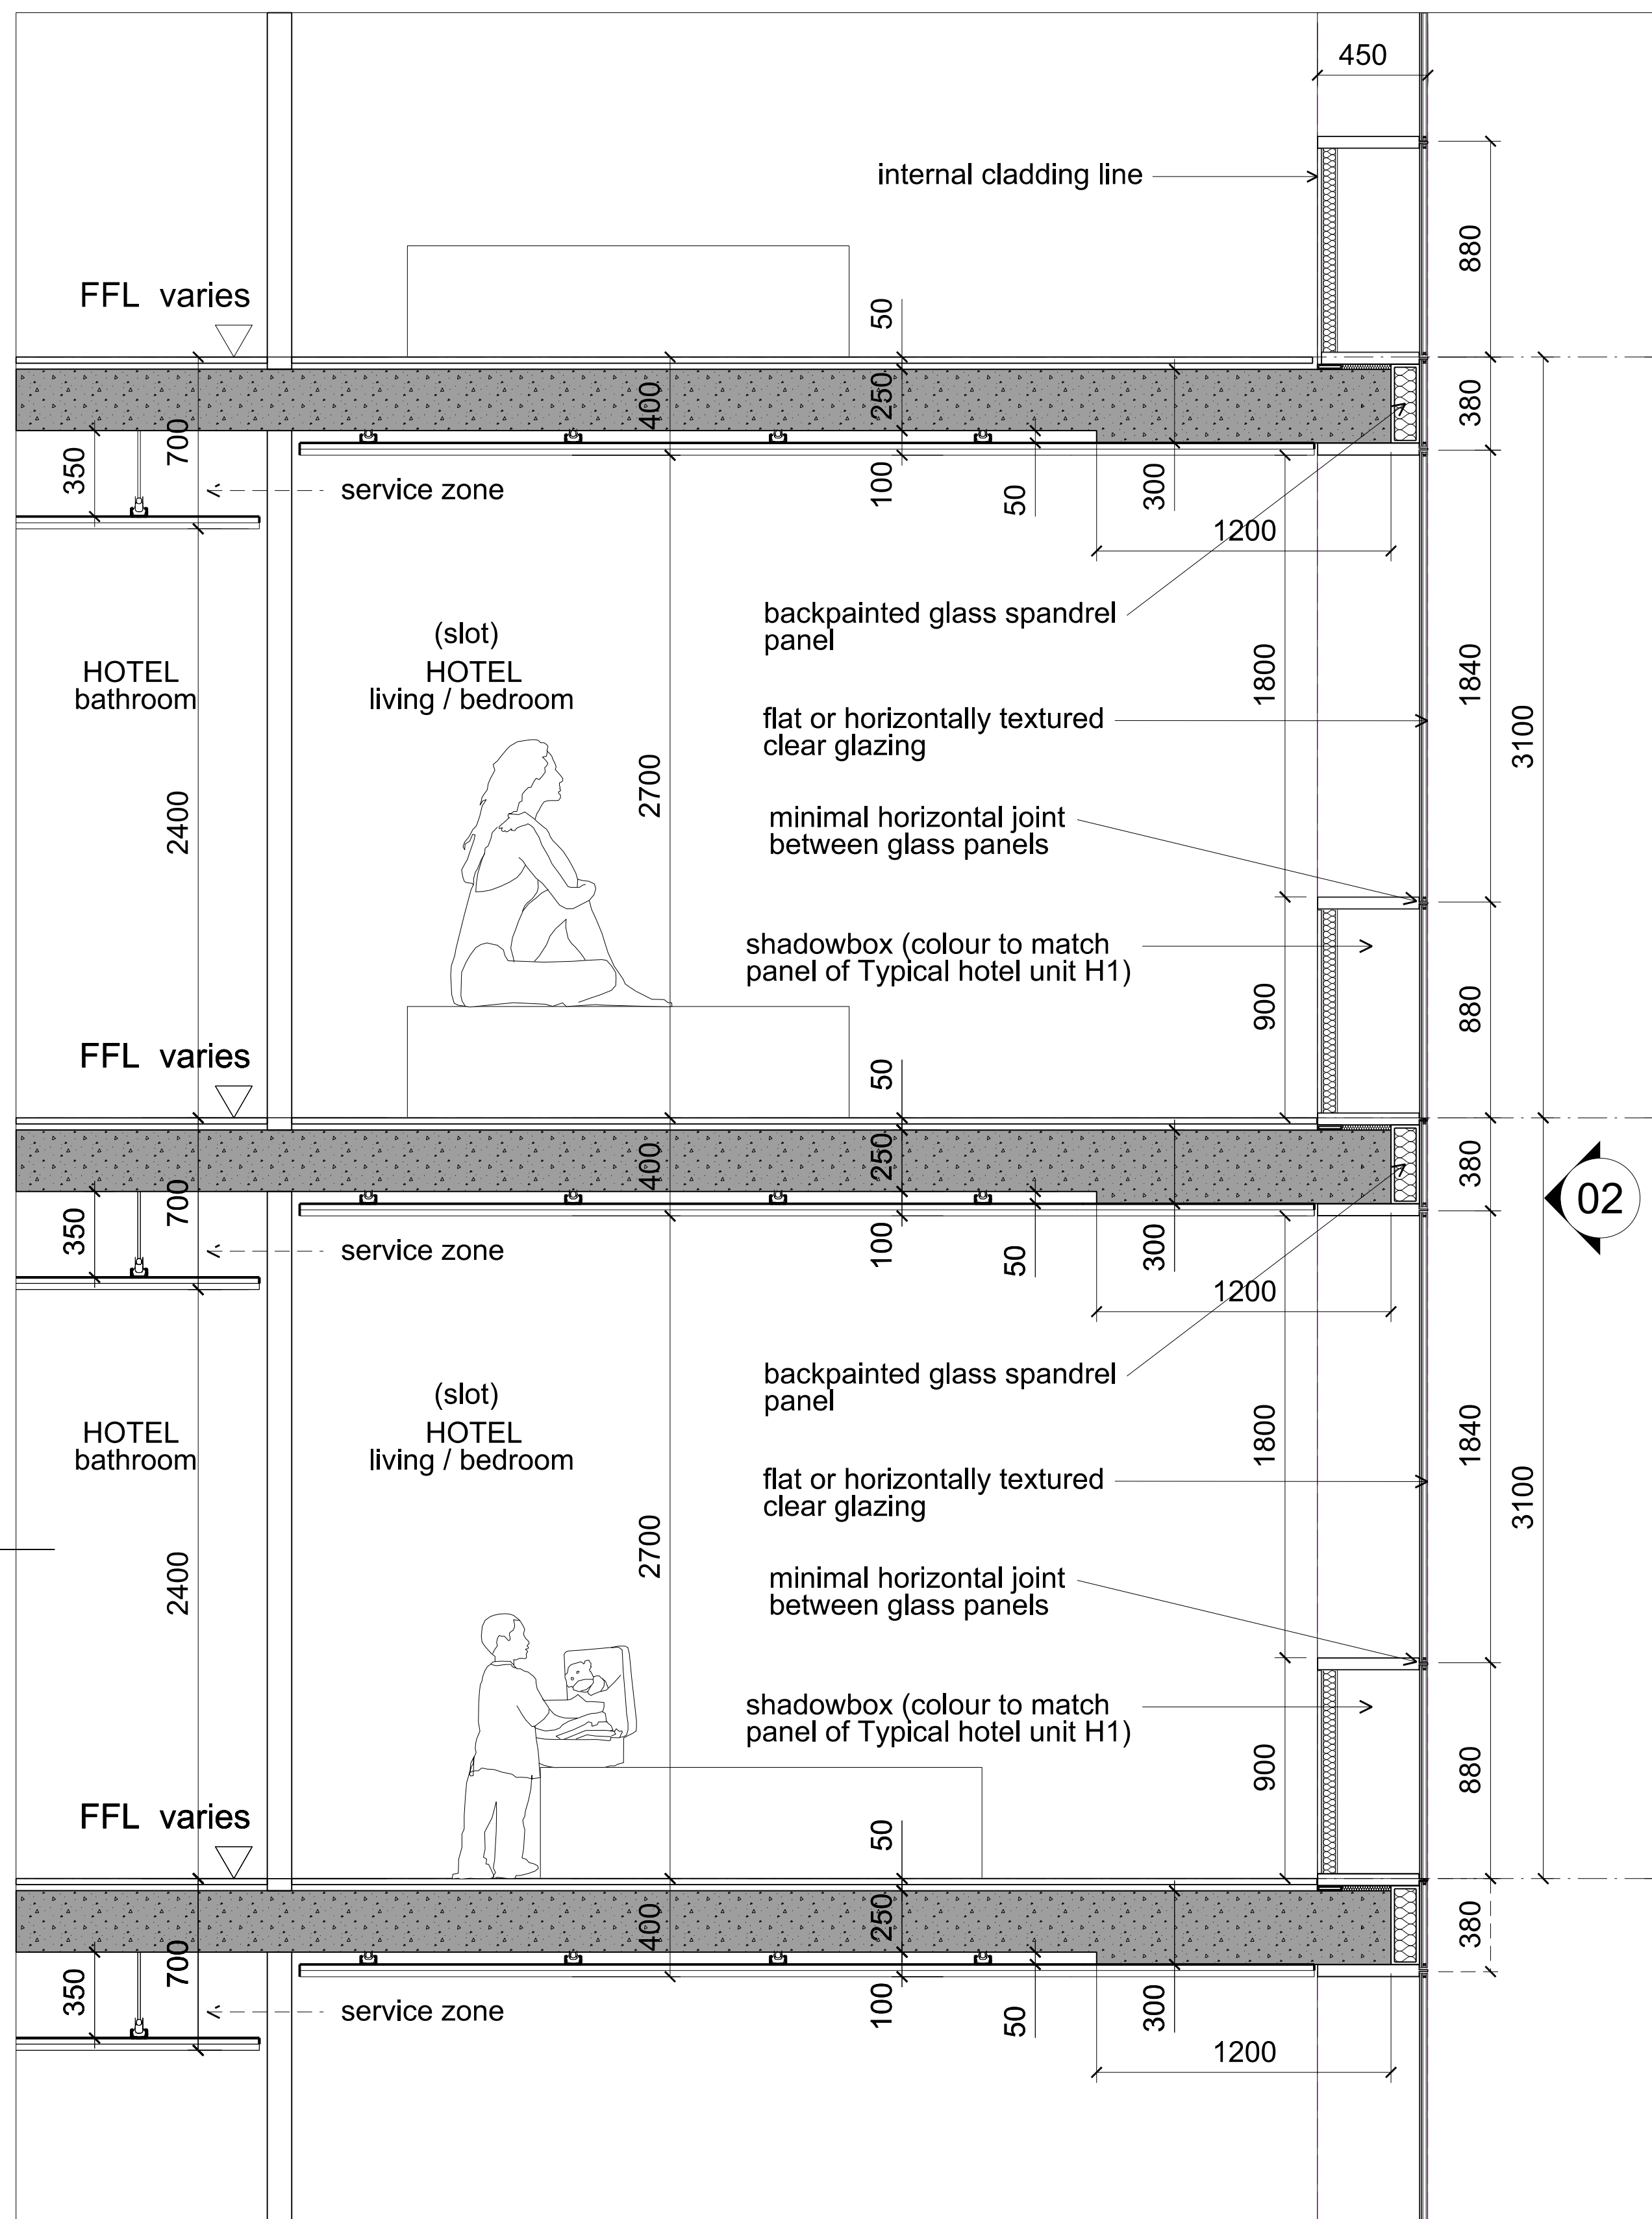 450
internal cladding line
880
FFL varies
50
400
250
380
700
350
service zone
100
50
300
1200
backpainted glass spandrel
panel
(slot)
HOTEL
living / bedroom
HOTEL
bathroom
1800
1840
flat or horizontally textured
clear glazing
3100
2700
2400
minimal horizontal joint
between glass panels
shadowbox (colour to match
panel of Typical hotel unit H1)
900
880
FFL varies
50
400
250
380
02
700
350
service zone
100
50
300
1200
backpainted glass spandrel
panel
(slot)
HOTEL
living / bedroom
HOTEL
bathroom
1800
1840
flat or horizontally textured
clear glazing
3100
2700
2400
minimal horizontal joint
between glass panels
shadowbox (colour to match
panel of Typical hotel unit H1)
900
880
FFL varies
50
400
250
380
700
350
service zone
100
50
300
1200